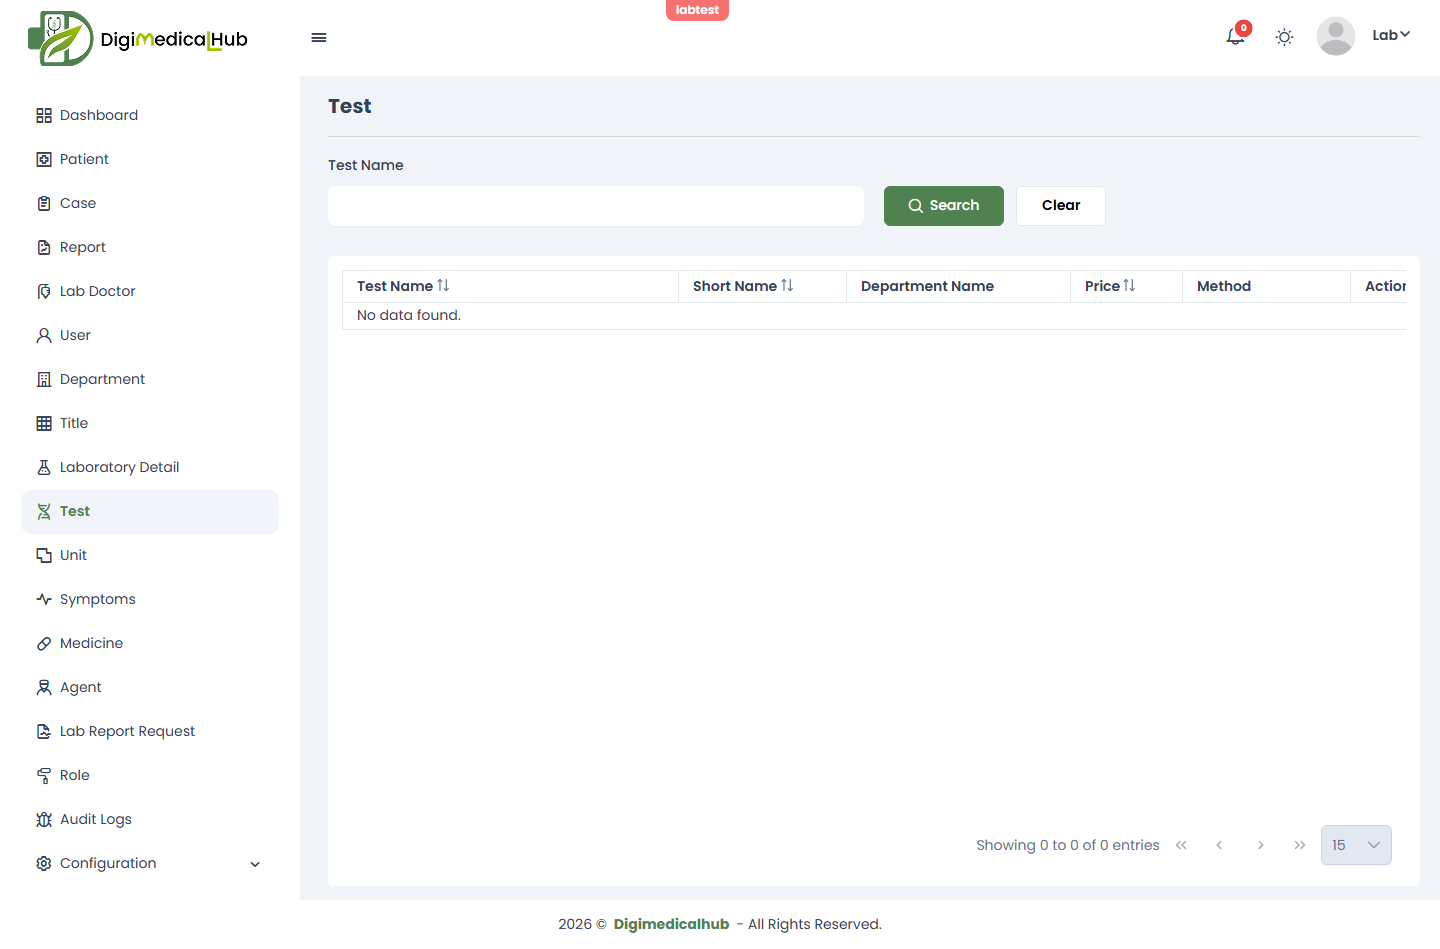 labtest
DigiMedicalHub
0
Lab
Dashboard
Patient
Case
Report
Lab Doctor
User
Department
Title
Laboratory Detail
Test
Unit
Symptoms
Medicine
Agent
Lab Report Request
Role
Audit Logs
Configuration
Test
Test Name
Search
Clear
Test Name Short Name Department Name Price Method Action
No data found.
Showing 0 to 0 of 0 entries 15
2026 © Digimedicalhub - All Rights Reserved.